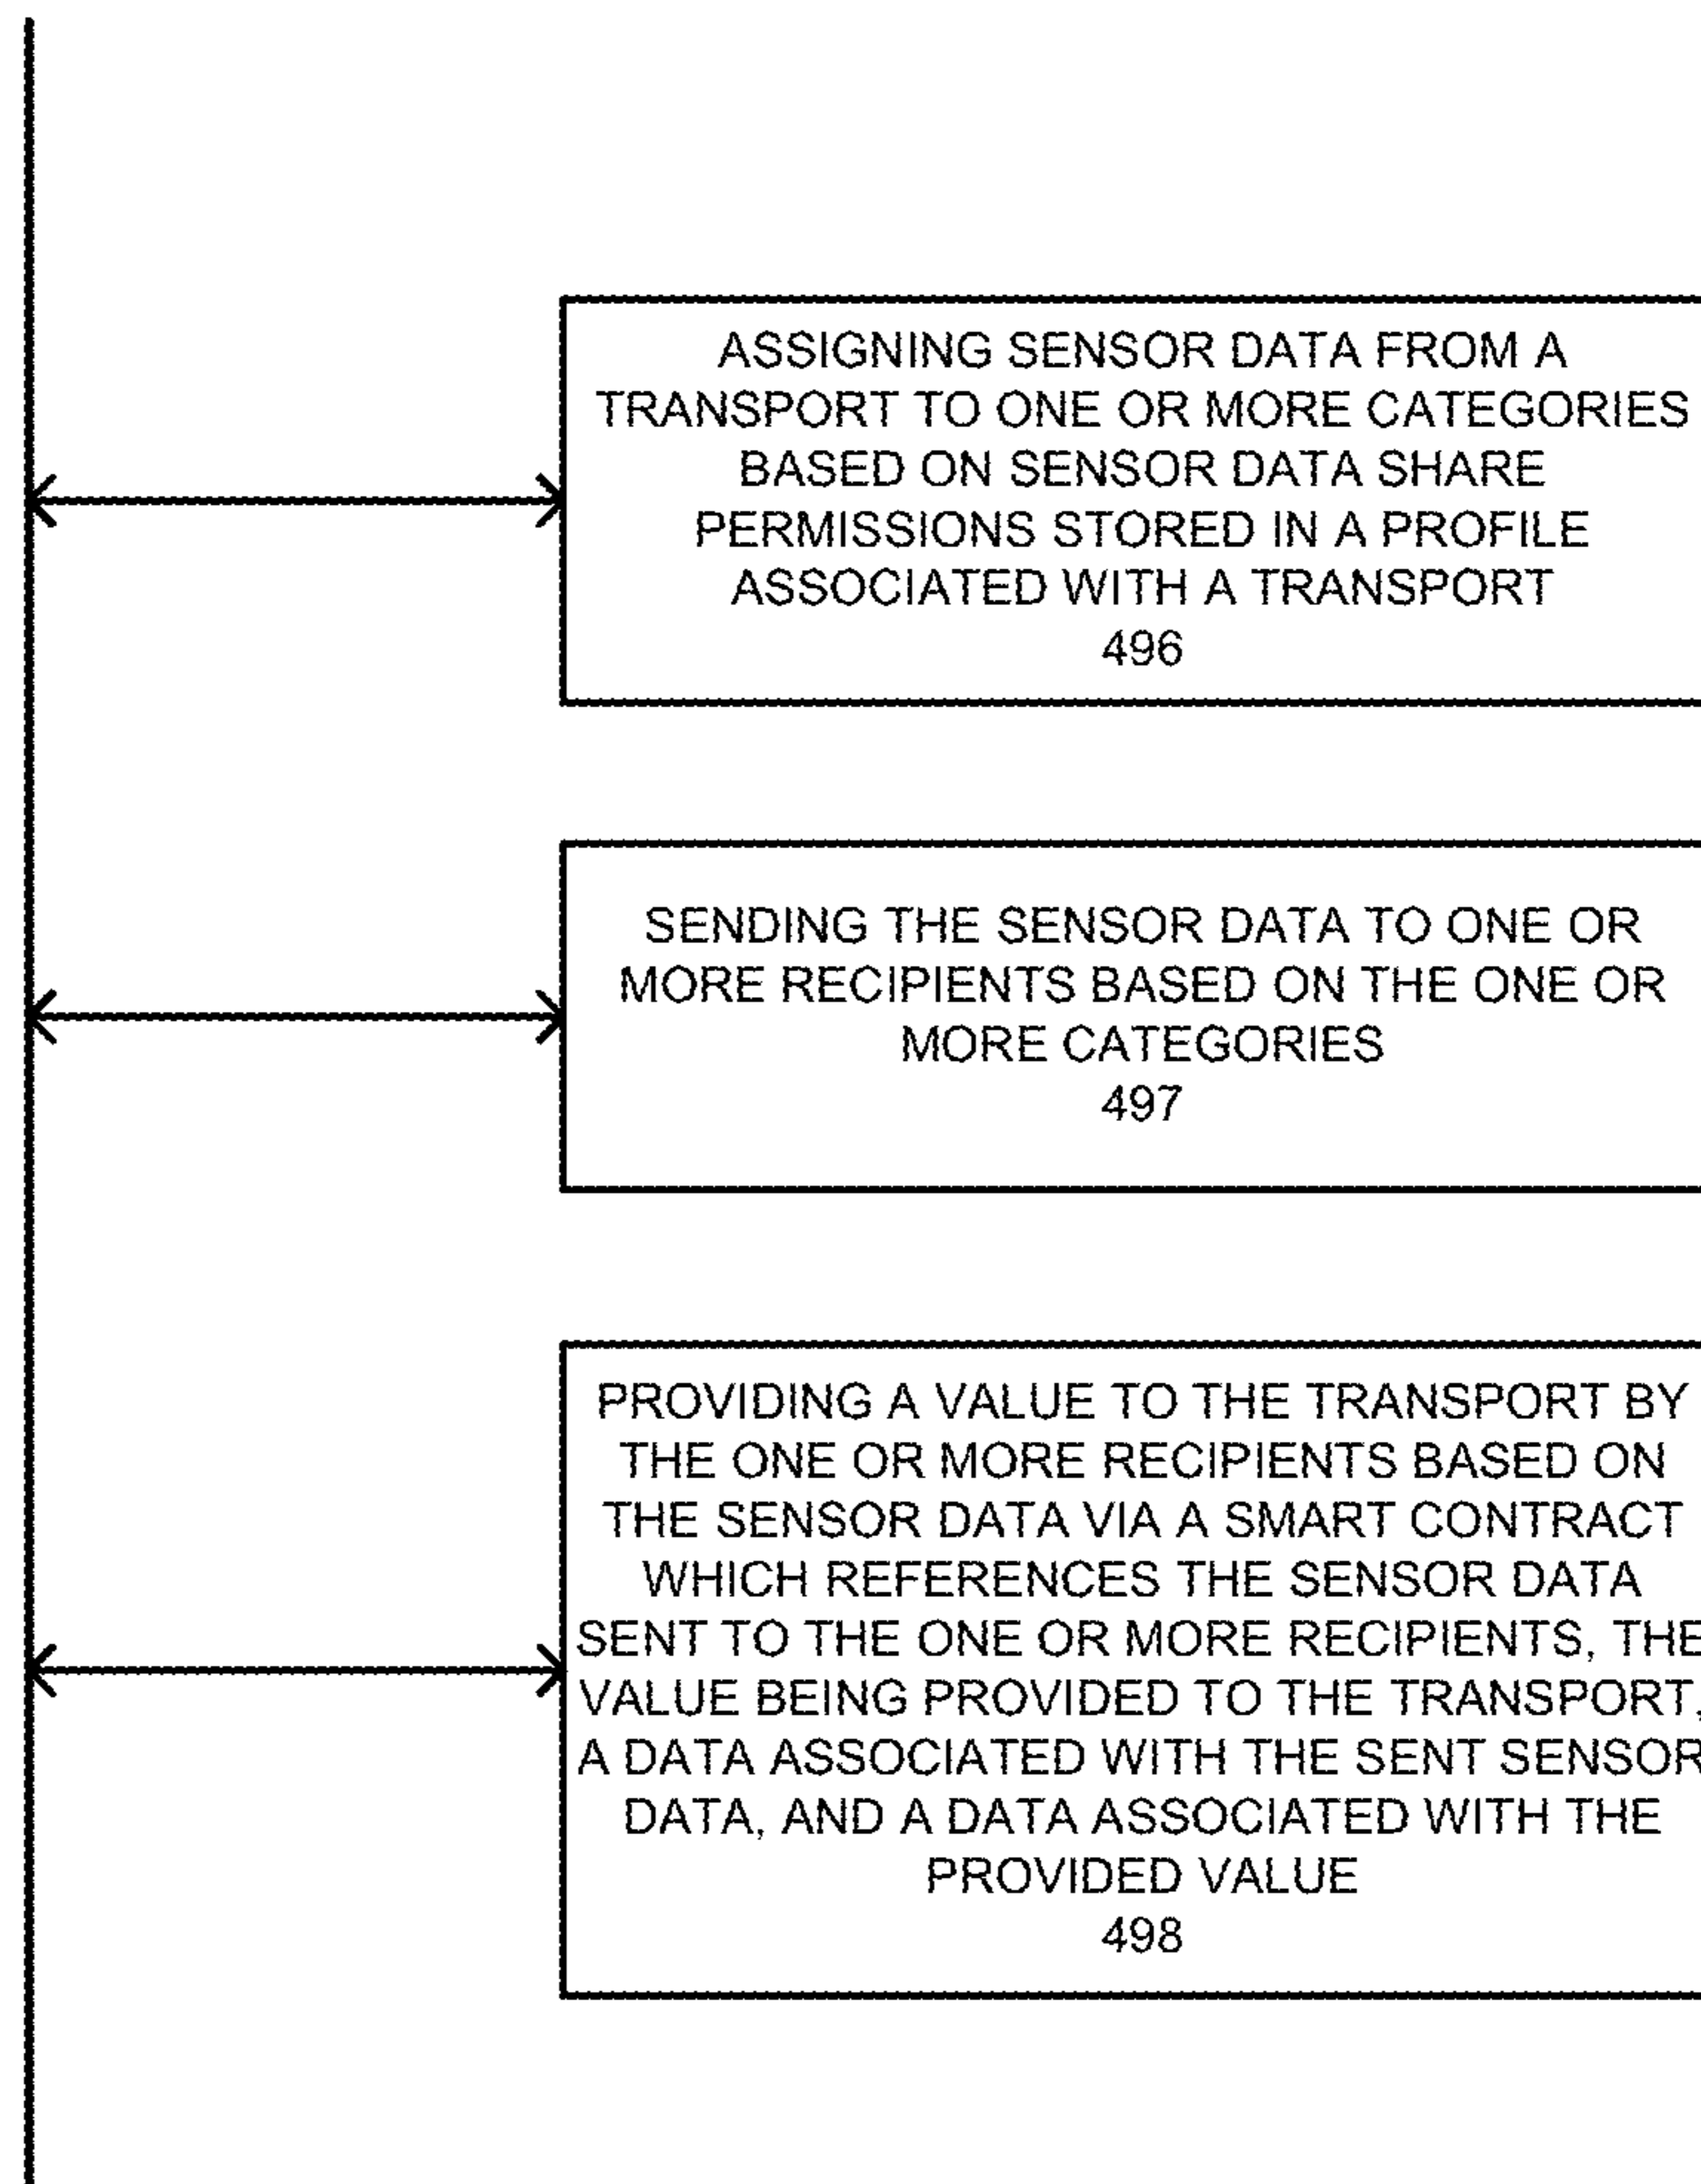 ASSIGNING SENSOR DATA FROM A
TRANSPORT TO ONE OR MORE CATEGORIES
BASED ON SENSOR DATA SHARE
PERMISSIONS STORED IN A PROFILE
ASSOCIATED WITH A TRANSPORT
496
SENDING THE SENSOR DATA TO ONE OR
MORE RECIPIENTS BASED ON THE ONE OR
MORE CATEGORIES
497
PROVIDING A VALUE TO THE TRANSPORT BY
THE ONE OR MORE RECIPIENTS BASED ON
THE SENSOR DATA VIA A SMART CONTRACT
WHICH REFERENCES THE SENSOR DATA
SENT TO THE ONE OR MORE RECIPIENTS, THE
VALUE BEING PROVIDED TO THE TRANSPORT,
A DATA ASSOCIATED WITH THE SENT SENSOR
DATA, AND A DATA ASSOCIATED WITH THE
PROVIDED VALUE
498